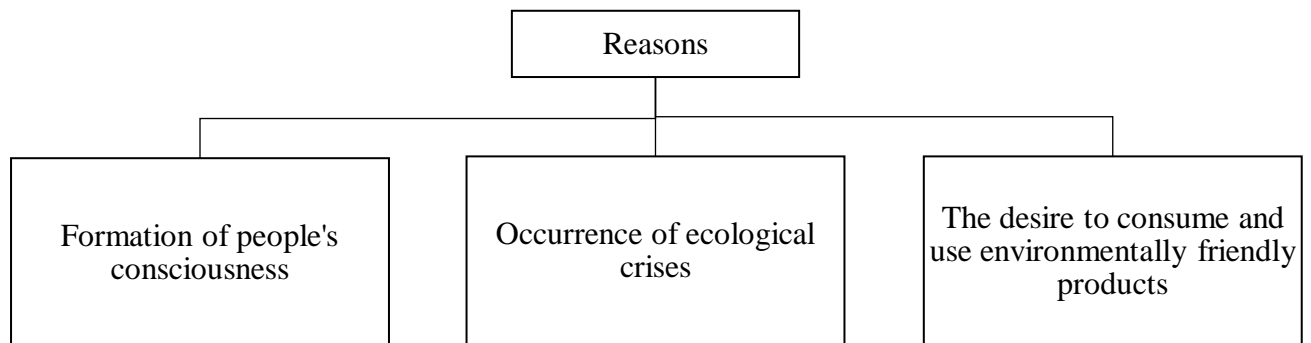 Reasons
Formation of people's
consciousness
Occurrence of ecological
crises
The desire to consume and
use environmentally friendly
products